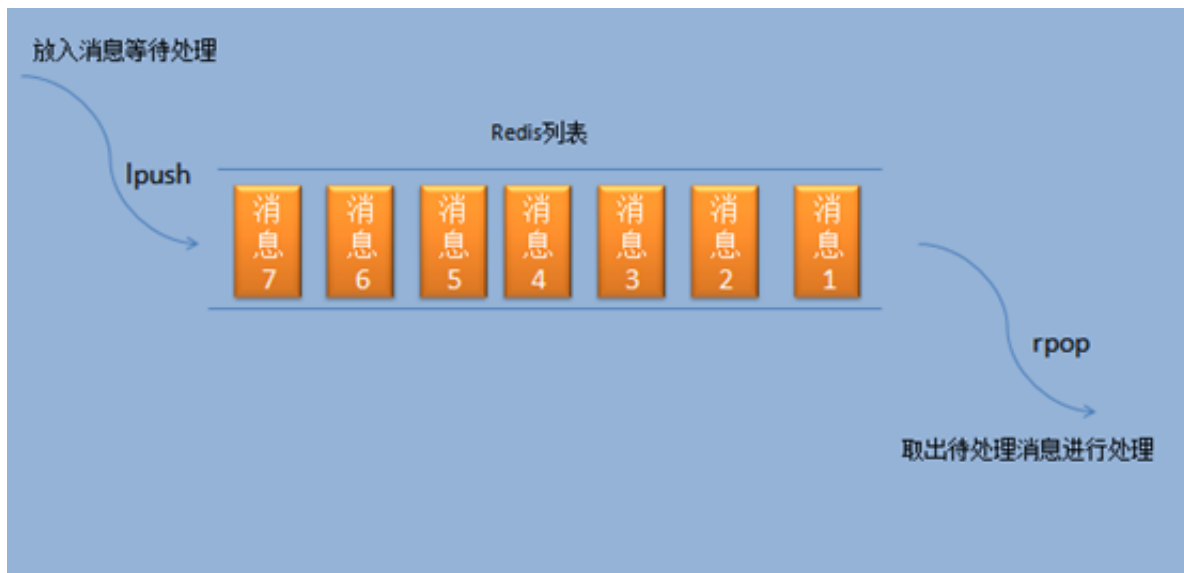 放入消息等待处理
Redis列表
lpush
消息7
消息6
消息5
消息4
消息3
消息2
消息1
rpop
取出待处理消息进行处理